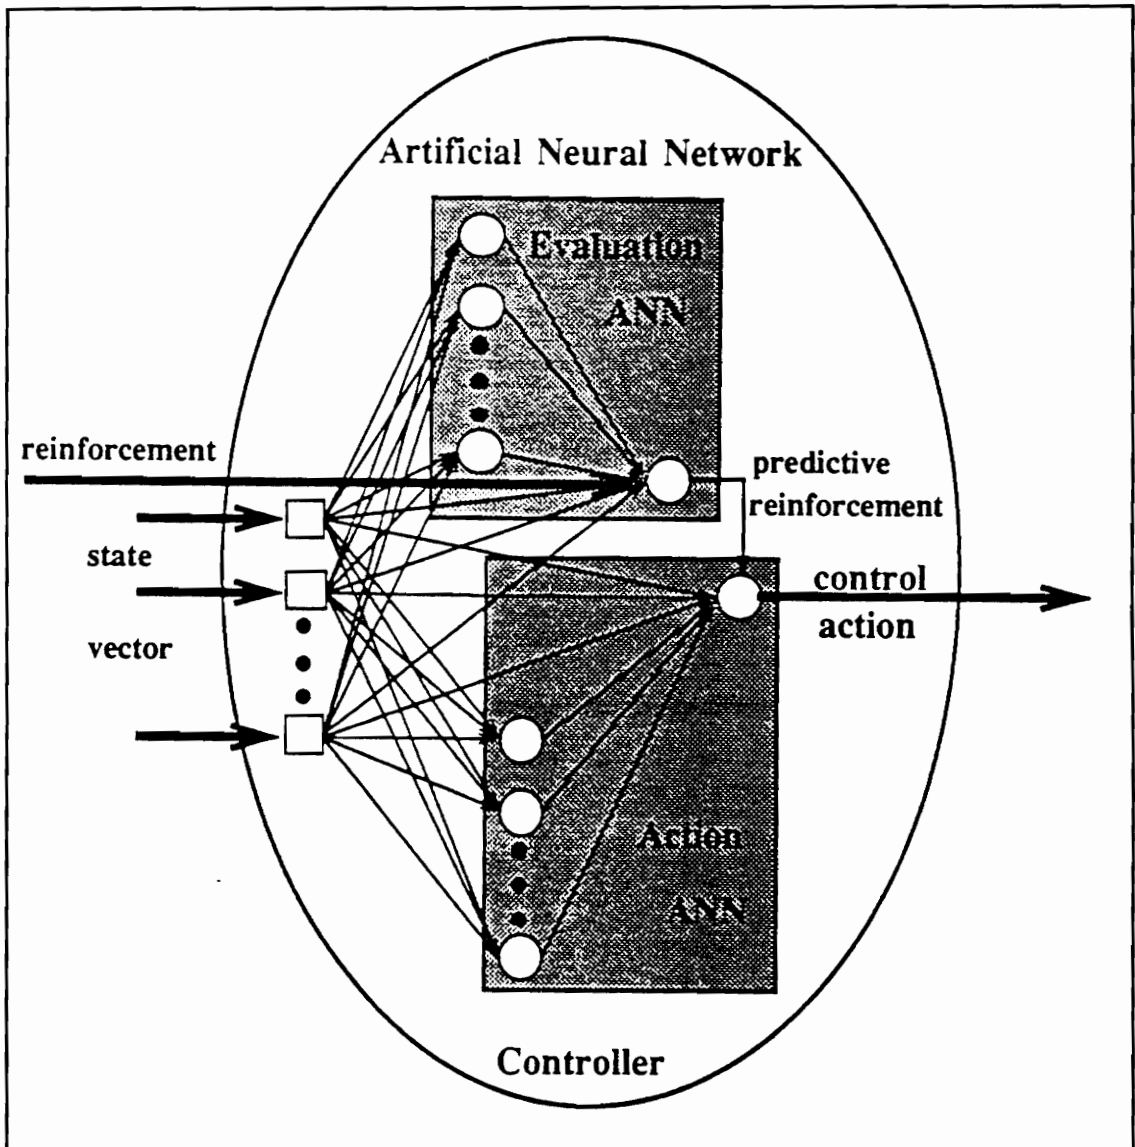 Artificial Neural Network
Evaluation
ANN
reinforcement
predictive
reinforcement
state
vector
control
action
Action
ANN
Controller